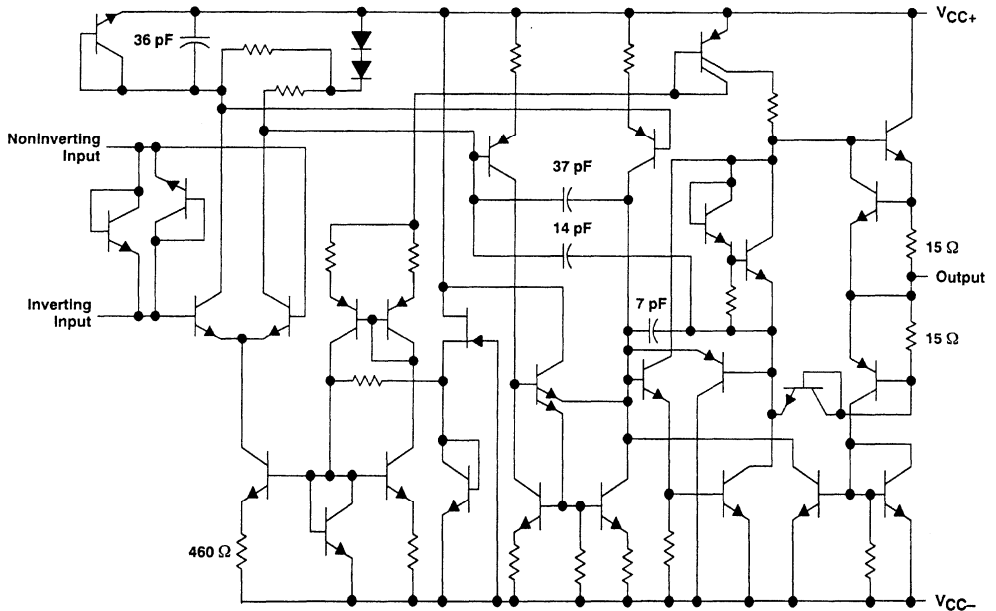 VCC+
36 pF
Noninverting
Input
37 pF
14 pF
15 Ω
Output
Inverting
Input
7 pF
15 Ω
460 Ω
VCC–